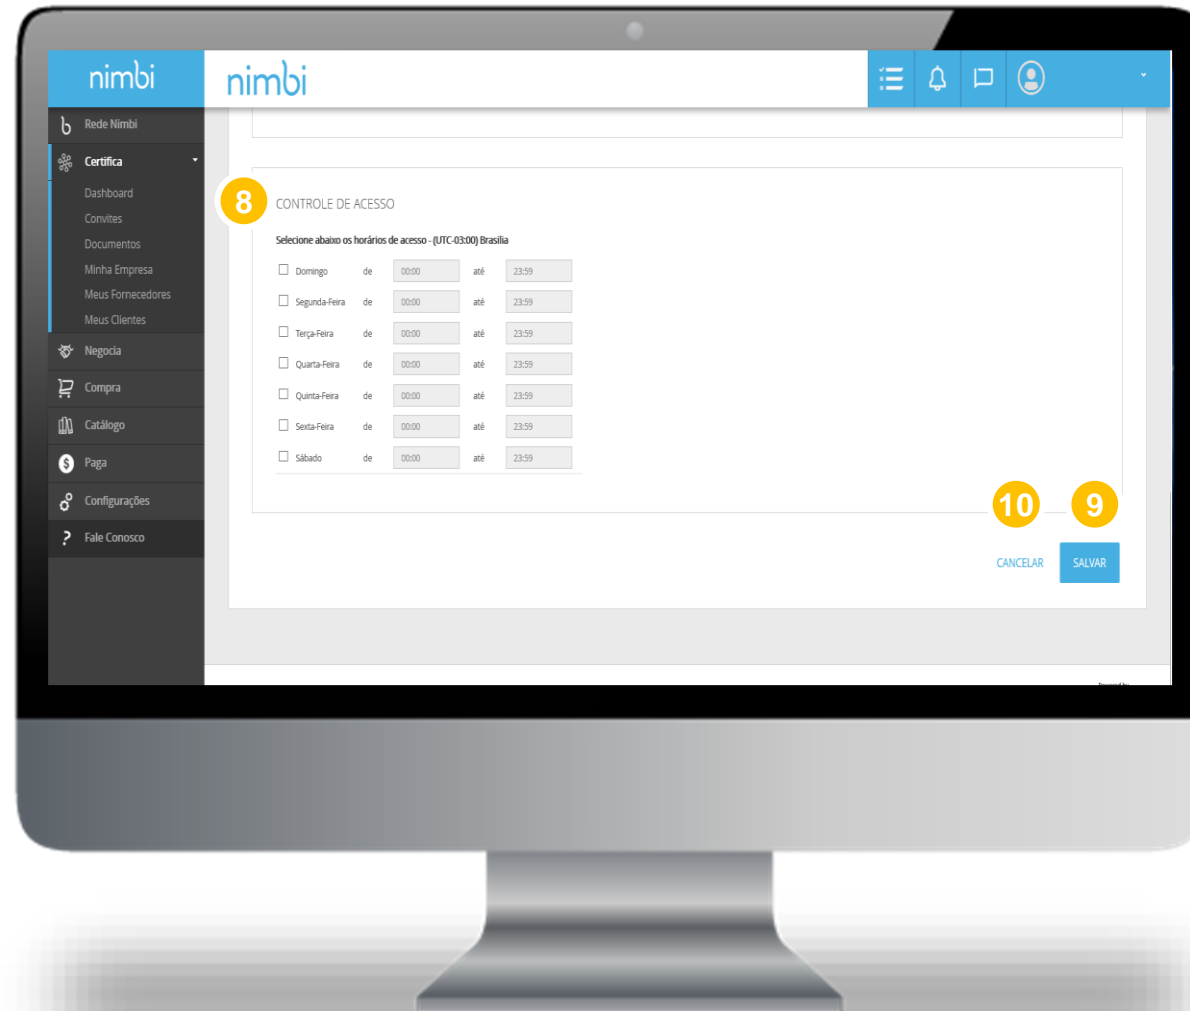 nimbi
nimbi
Rede Nimbi
Certifica
Dashboard
Convites
Documentos
Minha Empresa
Meus Fornecedores
Meus Clientes
Negocia
Compra
Catálogo
Paga
Configurações
Fale Conosco
8
CONTROLE DE ACESSO
Selecione abaixo os horários de acesso - (UTC-03:00) Brasilia
Domingo de 00:00 até 23:59
Segunda-Feira de 00:00 até 23:59
Terça-Feira de 00:00 até 23:59
Quarta-Feira de 00:00 até 23:59
Quinta-Feira de 00:00 até 23:59
Sexta-Feira de 00:00 até 23:59
Sábado de 00:00 até 23:59
10 9
CANCELAR SALVAR